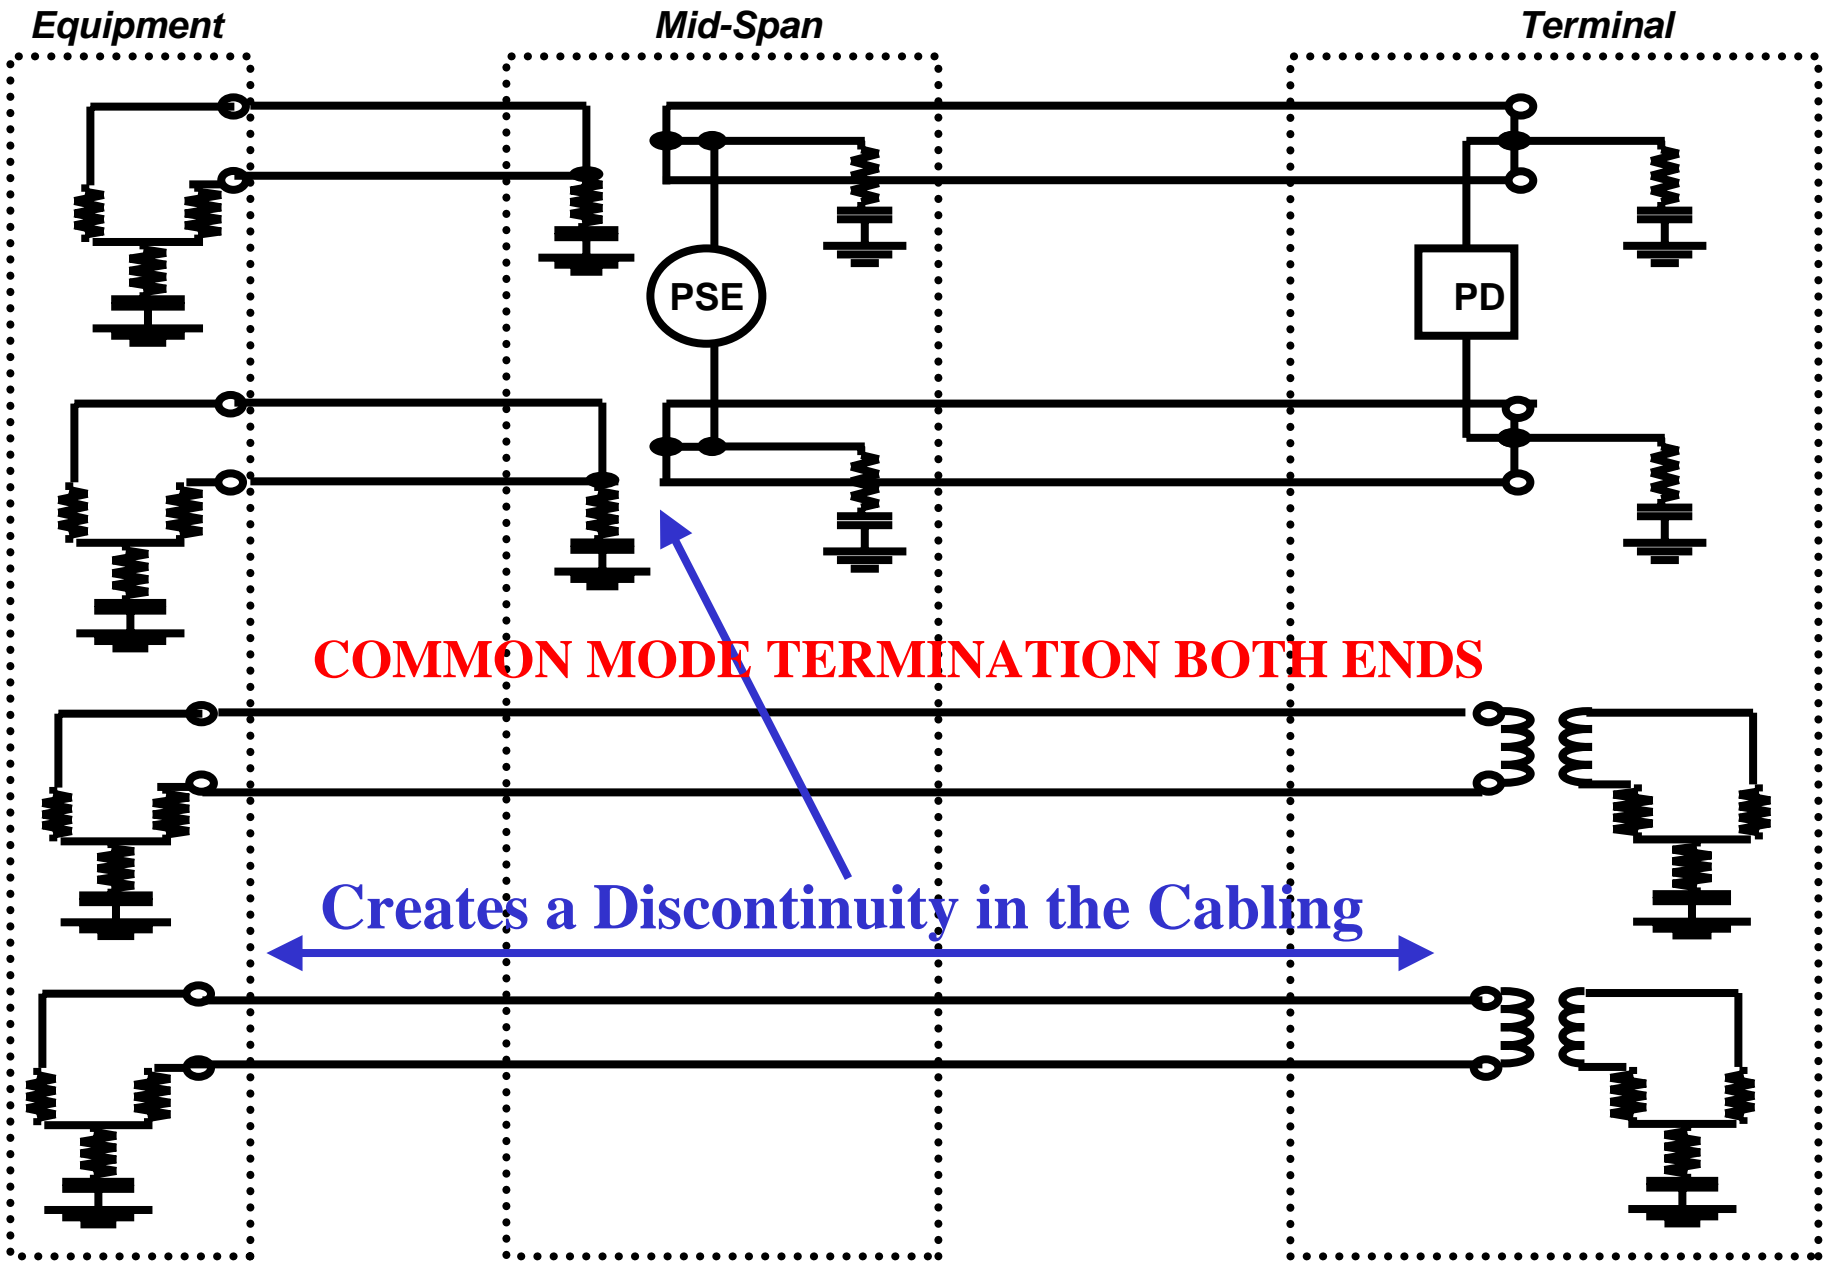 Equipment
Mid-Span
Terminal
PSE
PD
COMMON MODE TERMINATION BOTH ENDS
Creates a Discontinuity in the Cabling